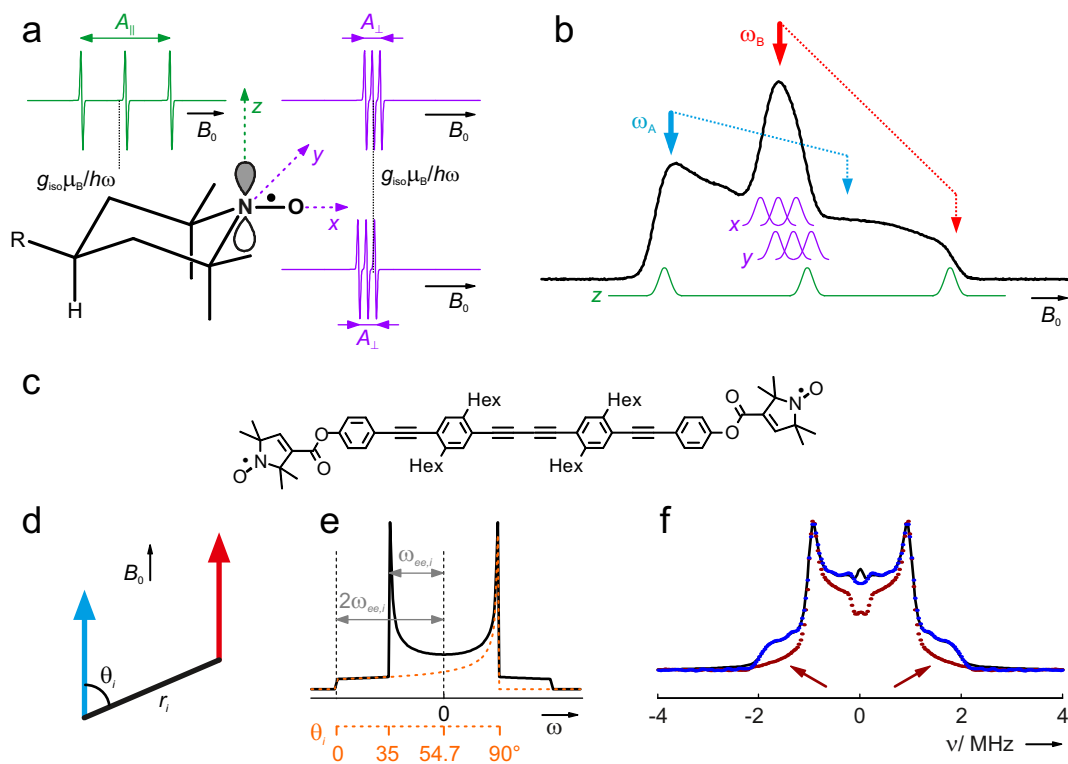 a
A||
A⊥
z
B0
B0
y
giso μB/hω
giso μB/hω
N
•
O
x
R
H
B0
A⊥
b
ωB
ωA
x
y
z
B0
c
Hex
Hex
O
N
•
O
O
O
O
N
•
O
O
Hex
Hex
d
B0
θi
ri
e
ωee,i
2ωee,i
0
ω
θi
0 35 54.7 90°
f
-4 -2 0 2 4
ν/ MHz